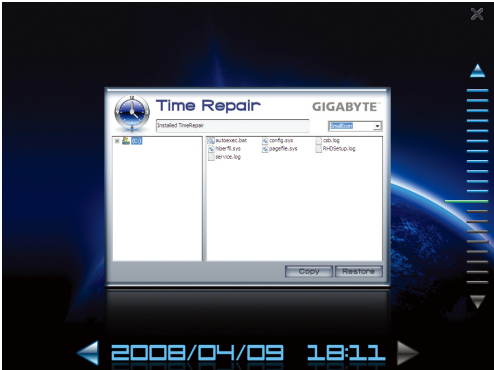 Time Repair
GIGABYTE
Installed TimeRepair
autoexec.bat
config.sys
csb.log
hiberfil.sys
pagefile.sys
RHDSetup.log
service.log
Copy
Restore
2008/04/09 18:11